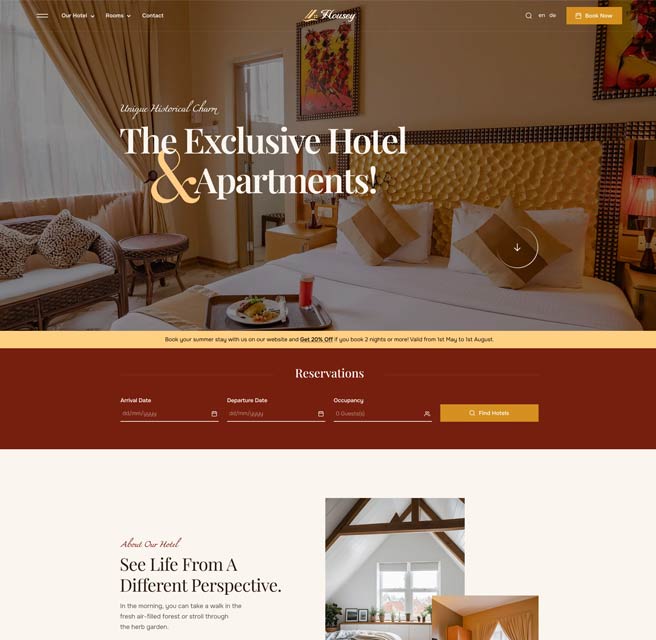 Our Hotel
Rooms
Contact
Housey
en de
Book Now
Unique Historical Charm
The Exclusive Hotel
& Apartments!
Book your summer stay with us on our website and Get 20% Off if you book 2 nights or more! Valid from 1st May to 1st August.
Reservations
Arrival Date
Departure Date
Occupancy
dd/mm/yyyy
dd/mm/yyyy
0 Guests(s)
Find Hotels
About Our Hotel
See Life From A
Different Perspective.
In the morning, you can take a walk in the
fresh air-filled forest or stroll through
the herb garden.